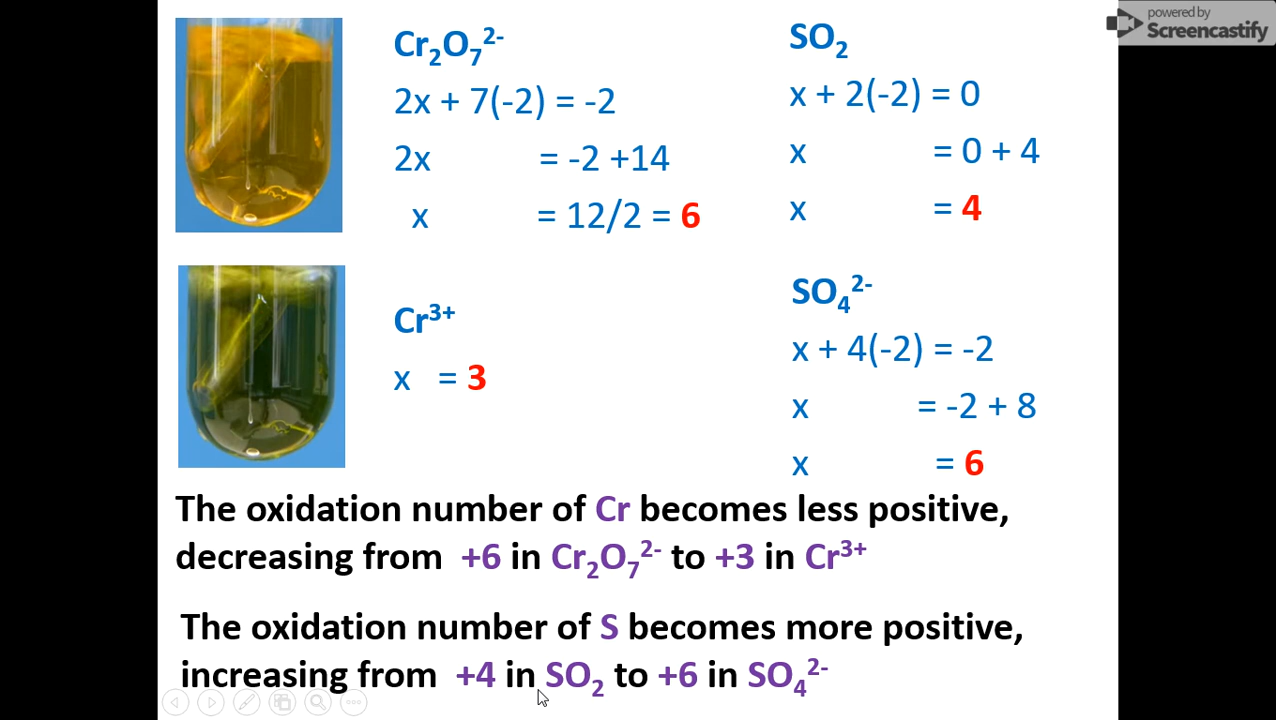 powered by
Screencastify
Cr₂O₇²⁻
2x + 7(-2) = -2
2x = -2 +14
x = 12/2 = 6
SO₂
x + 2(-2) = 0
x = 0 + 4
x = 4
Cr³⁺
x = 3
SO₄²⁻
x + 4(-2) = -2
x = -2 + 8
x = 6
The oxidation number of Cr becomes less positive,
decreasing from +6 in Cr₂O₇²⁻ to +3 in Cr³⁺
The oxidation number of S becomes more positive,
increasing from +4 in SO₂ to +6 in SO₄²⁻